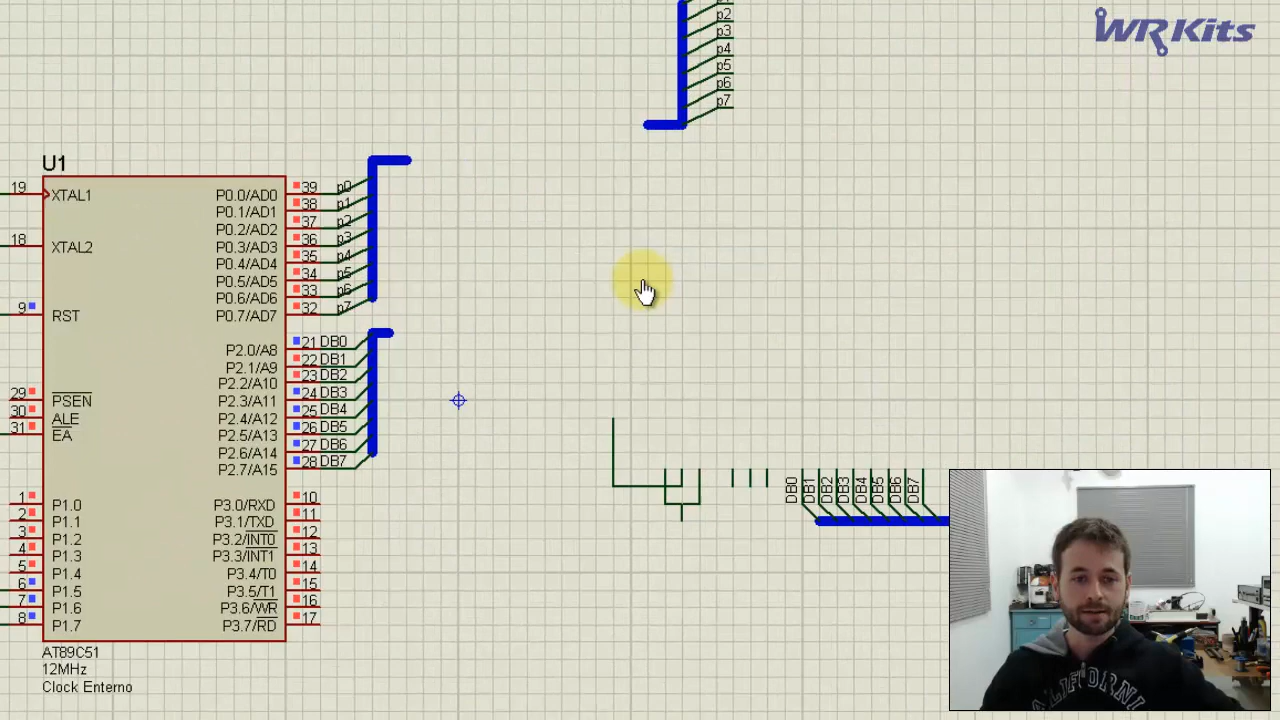 WR Kits
p2
p3
p4
p5
p6
p7
U1
19 XTAL1 P0.0/AD0 39 p0
P0.1/AD1 38 p1
P0.2/AD2 37 p2
18 XTAL2 P0.3/AD3 36 p3
P0.4/AD4 35 p4
P0.5/AD5 34 p5
P0.6/AD6 33 p6
9 RST P0.7/AD7 32 p7
P2.0/A8 21 DB0
P2.1/A9 22 DB1
P2.2/A10 23 DB2
29 PSEN P2.3/A11 24 DB3
30 ALE P2.4/A12 25 DB4
31 EA P2.5/A13 26 DB5
P2.6/A14 27 DB6
P2.7/A15 28 DB7
1 P1.0 P3.0/RXD 10
2 P1.1 P3.1/TXD 11
3 P1.2 P3.2/INT0 12
4 P1.3 P3.3/INT1 13
5 P1.4 P3.4/T0 14
6 P1.5 P3.5/T1 15
7 P1.6 P3.6/WR 16
8 P1.7 P3.7/RD 17
AT89C51
12MHz
Clock Enterno
DB0
DB1
DB2
DB3
DB4
DB5
DB6
DB7
CALIFORNI